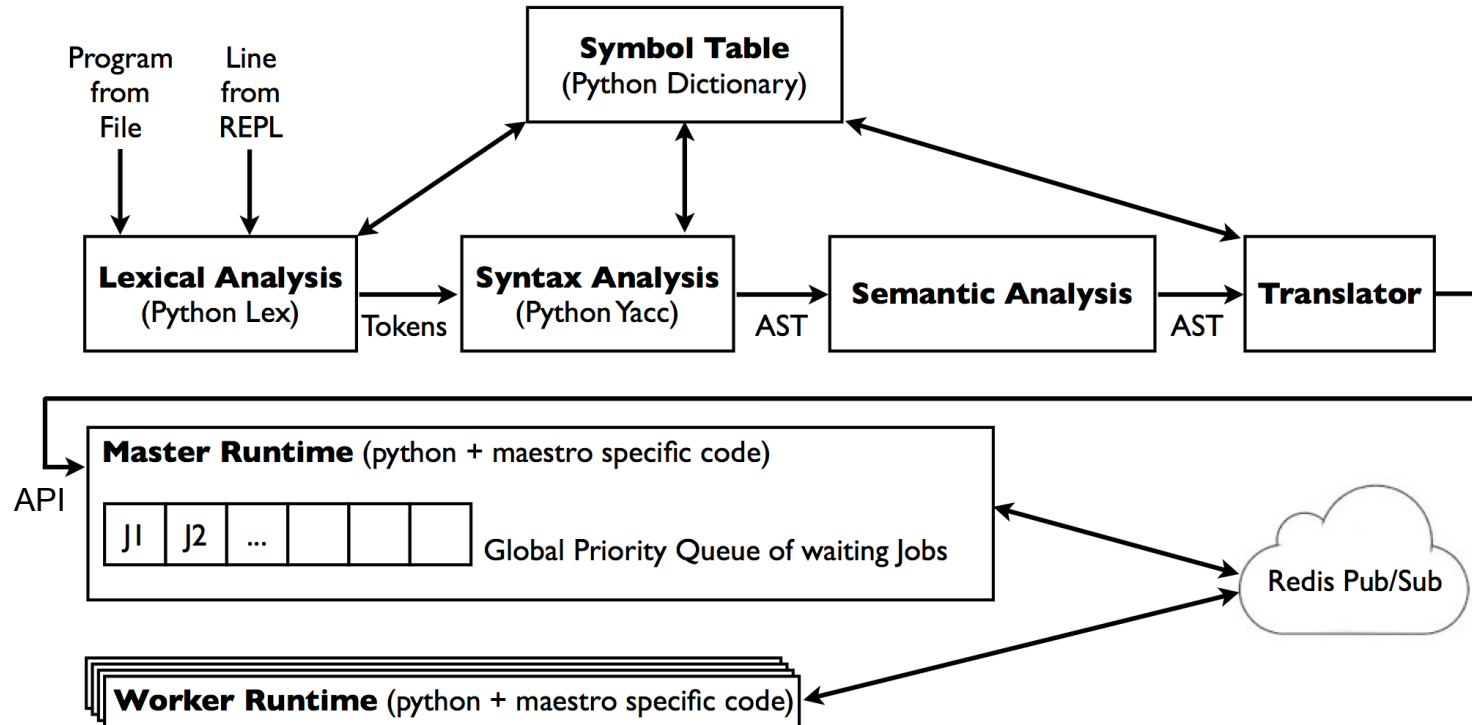 Program
from
File
Line
from
REPL
Symbol Table
(Python Dictionary)
Lexical Analysis
(Python Lex)
Tokens
Syntax Analysis
(Python Yacc)
AST
Semantic Analysis
AST
Translator
API
Master Runtime (python + maestro specific code)
J1 J2 ...
Global Priority Queue of waiting Jobs
Redis Pub/Sub
Worker Runtime (python + maestro specific code)